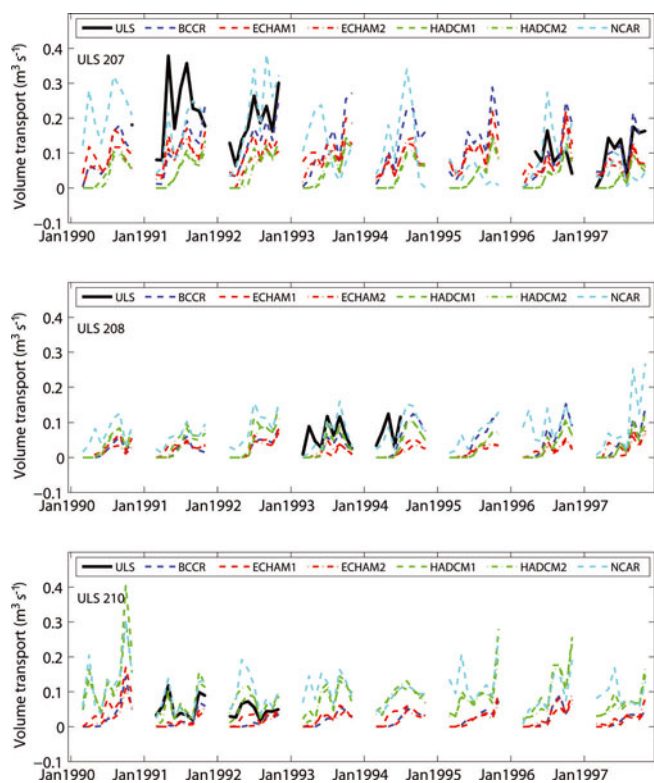 ULS BCCR ECHAM1 ECHAM2 HADCM1 HADCM2 NCAR
ULS 207
Volume transport (m³ s⁻¹)
0.4
0.3
0.2
0.1
0
−0.1
Jan1990 Jan1991 Jan1992 Jan1993 Jan1994 Jan1995 Jan1996 Jan1997
ULS BCCR ECHAM1 ECHAM2 HADCM1 HADCM2 NCAR
ULS 208
Volume transport (m³ s⁻¹)
0.4
0.3
0.2
0.1
0
−0.1
Jan1990 Jan1991 Jan1992 Jan1993 Jan1994 Jan1995 Jan1996 Jan1997
ULS BCCR ECHAM1 ECHAM2 HADCM1 HADCM2 NCAR
ULS 210
Volume transport (m³ s⁻¹)
0.4
0.3
0.2
0.1
0
−0.1
Jan1990 Jan1991 Jan1992 Jan1993 Jan1994 Jan1995 Jan1996 Jan1997